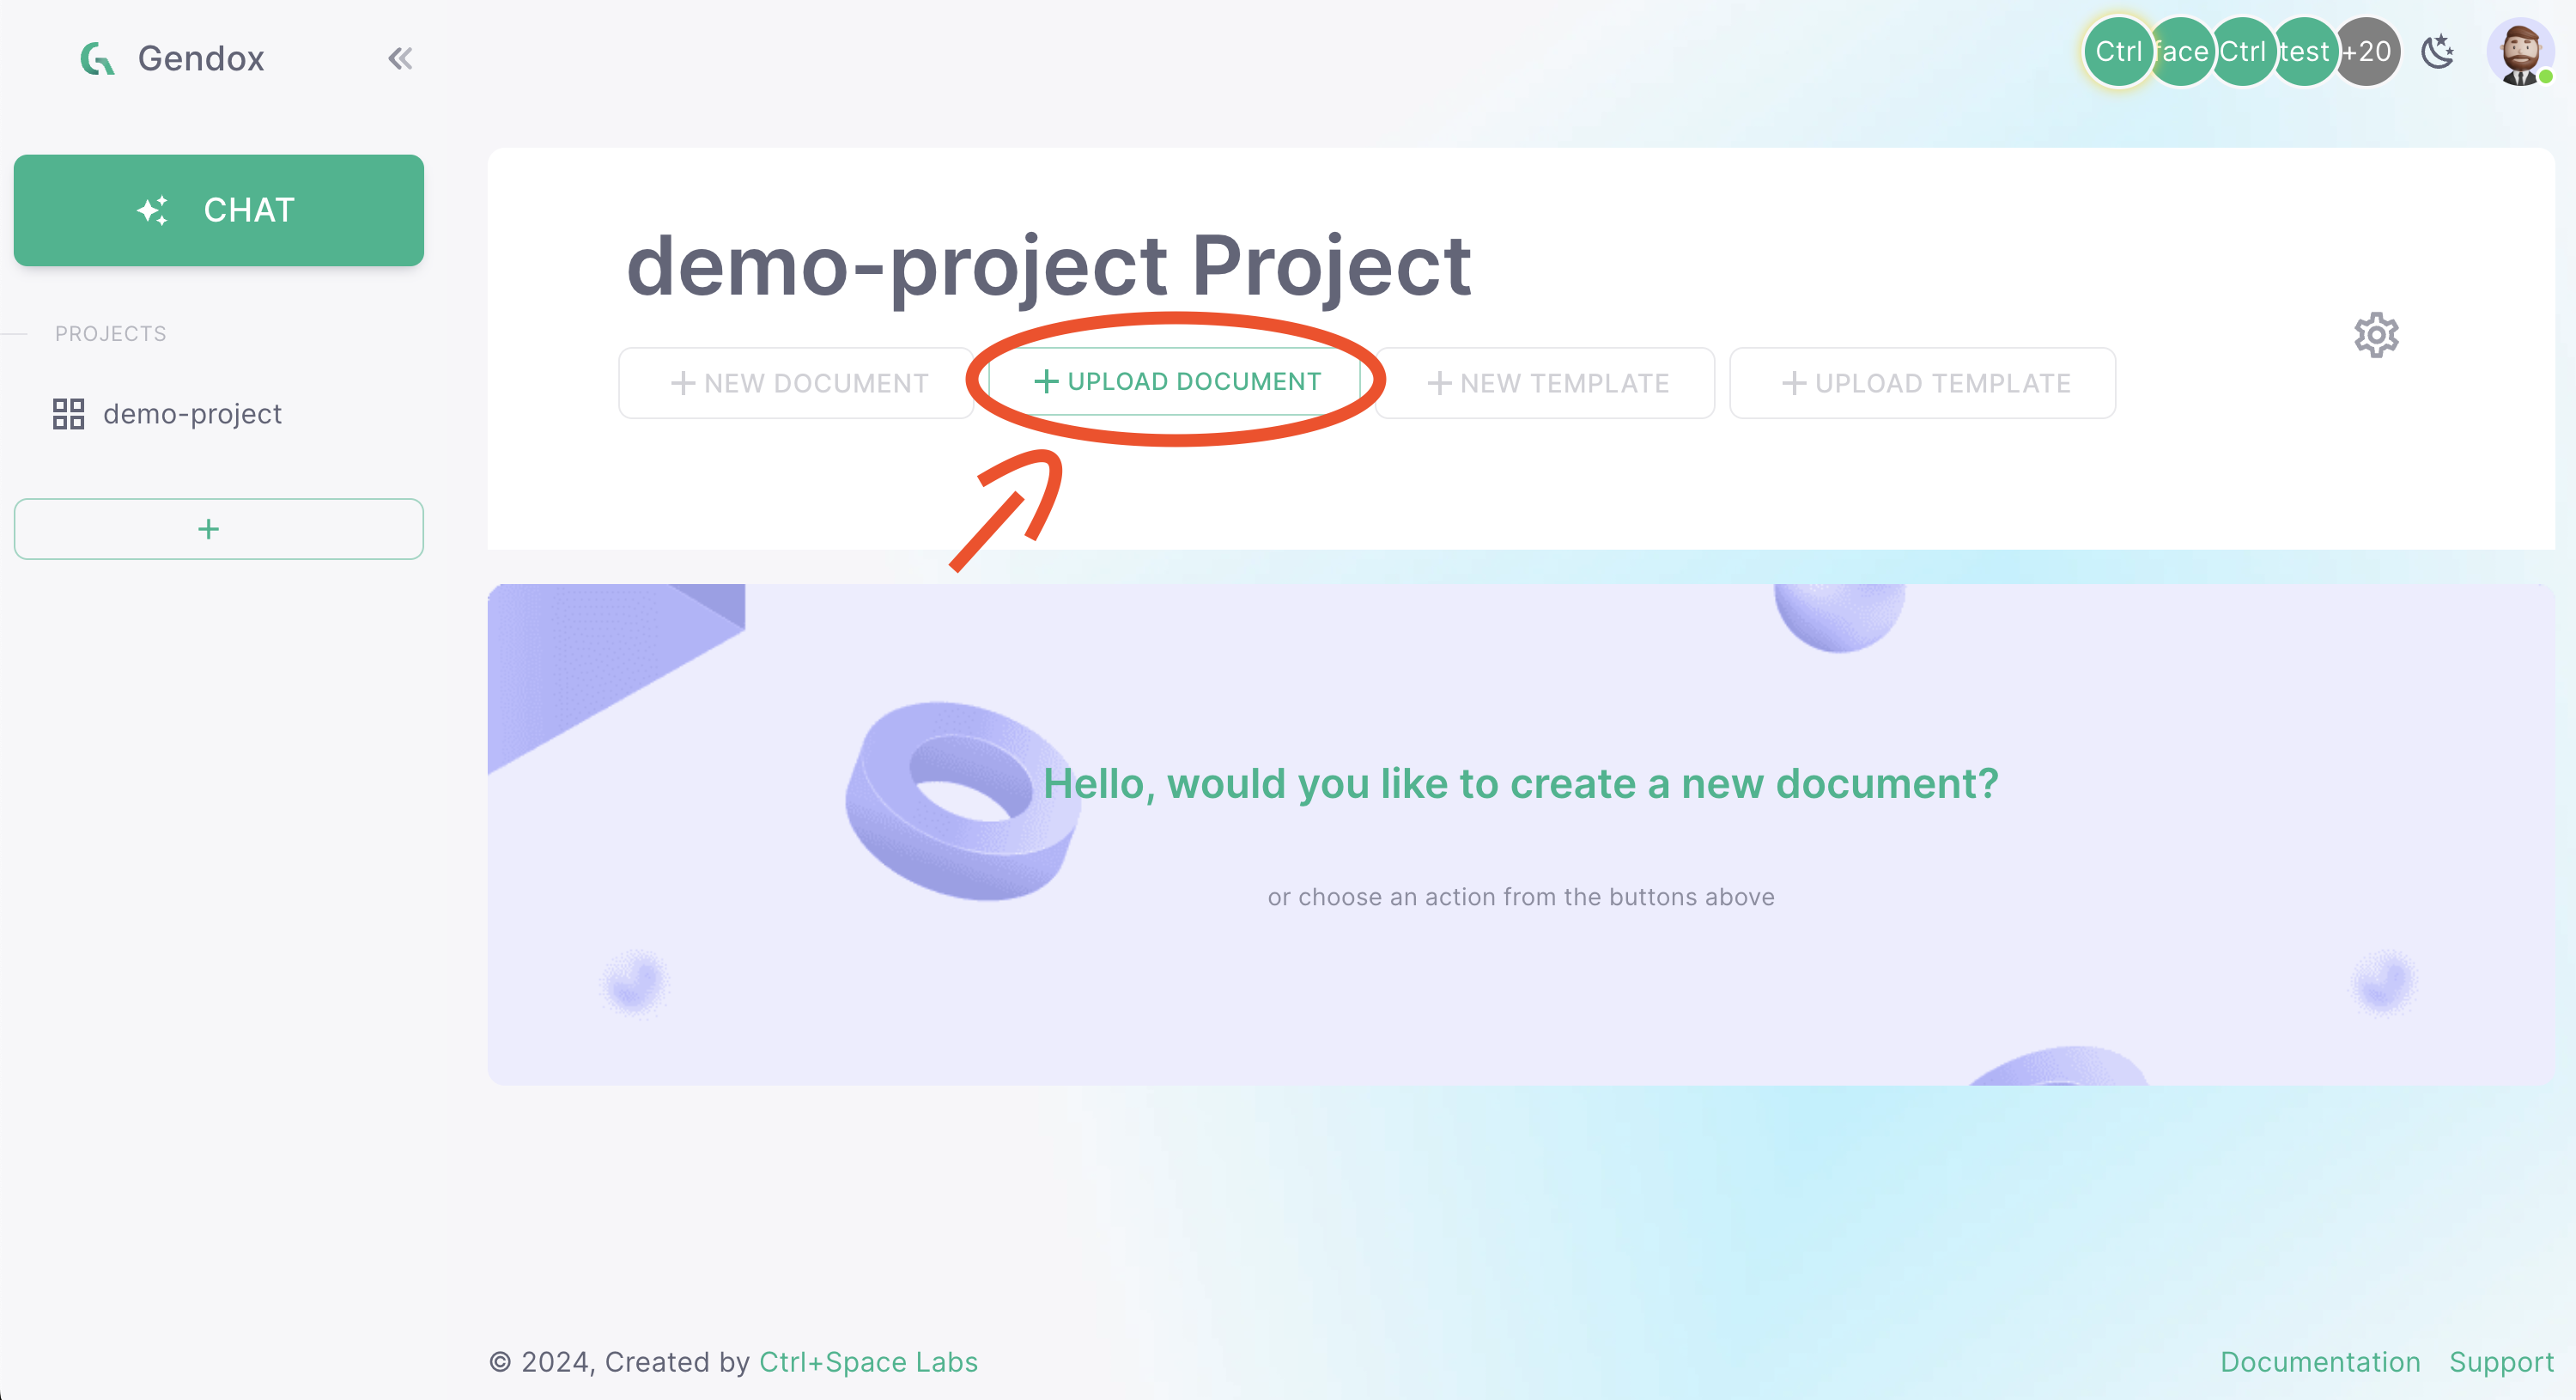 Gendox
Ctrl face Ctrl test +20
CHAT
PROJECTS
demo-project
+
demo-project Project
+ NEW DOCUMENT
+ UPLOAD DOCUMENT
+ NEW TEMPLATE
+ UPLOAD TEMPLATE
Hello, would you like to create a new document?
or choose an action from the buttons above
© 2024, Created by Ctrl+Space Labs
Documentation Support